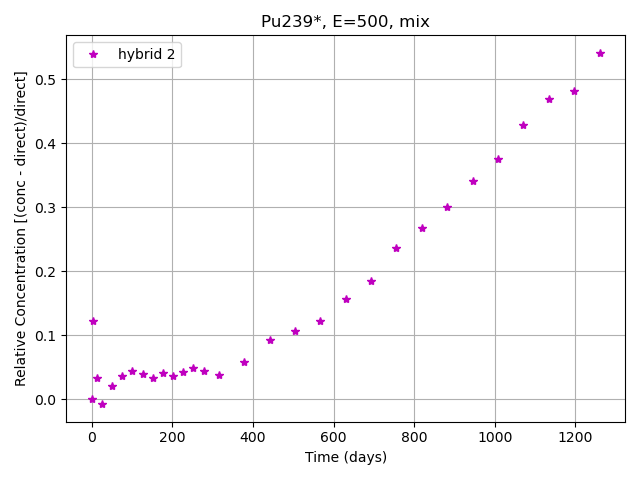 Pu239*, E=500, mix
hybrid 2
Relative Concentration [(conc - direct)/direct]
0.5
0.4
0.3
0.2
0.1
0.0
0 200 400 600 800 1000 1200
Time (days)